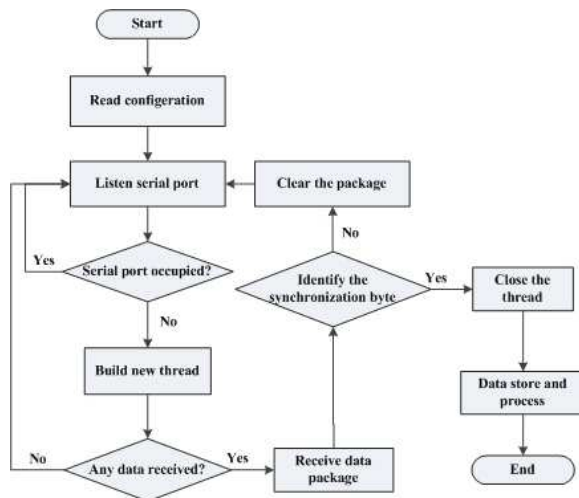 Start
Read configeration
Listen serial port
Clear the package
Yes
Serial port occupied?
No
No
Identify the
synchronization byte
Yes
Close the
thread
Build new thread
Data store and
process
No
Any data received?
Yes
Receive data
package
End